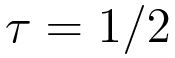 τ = 1/2